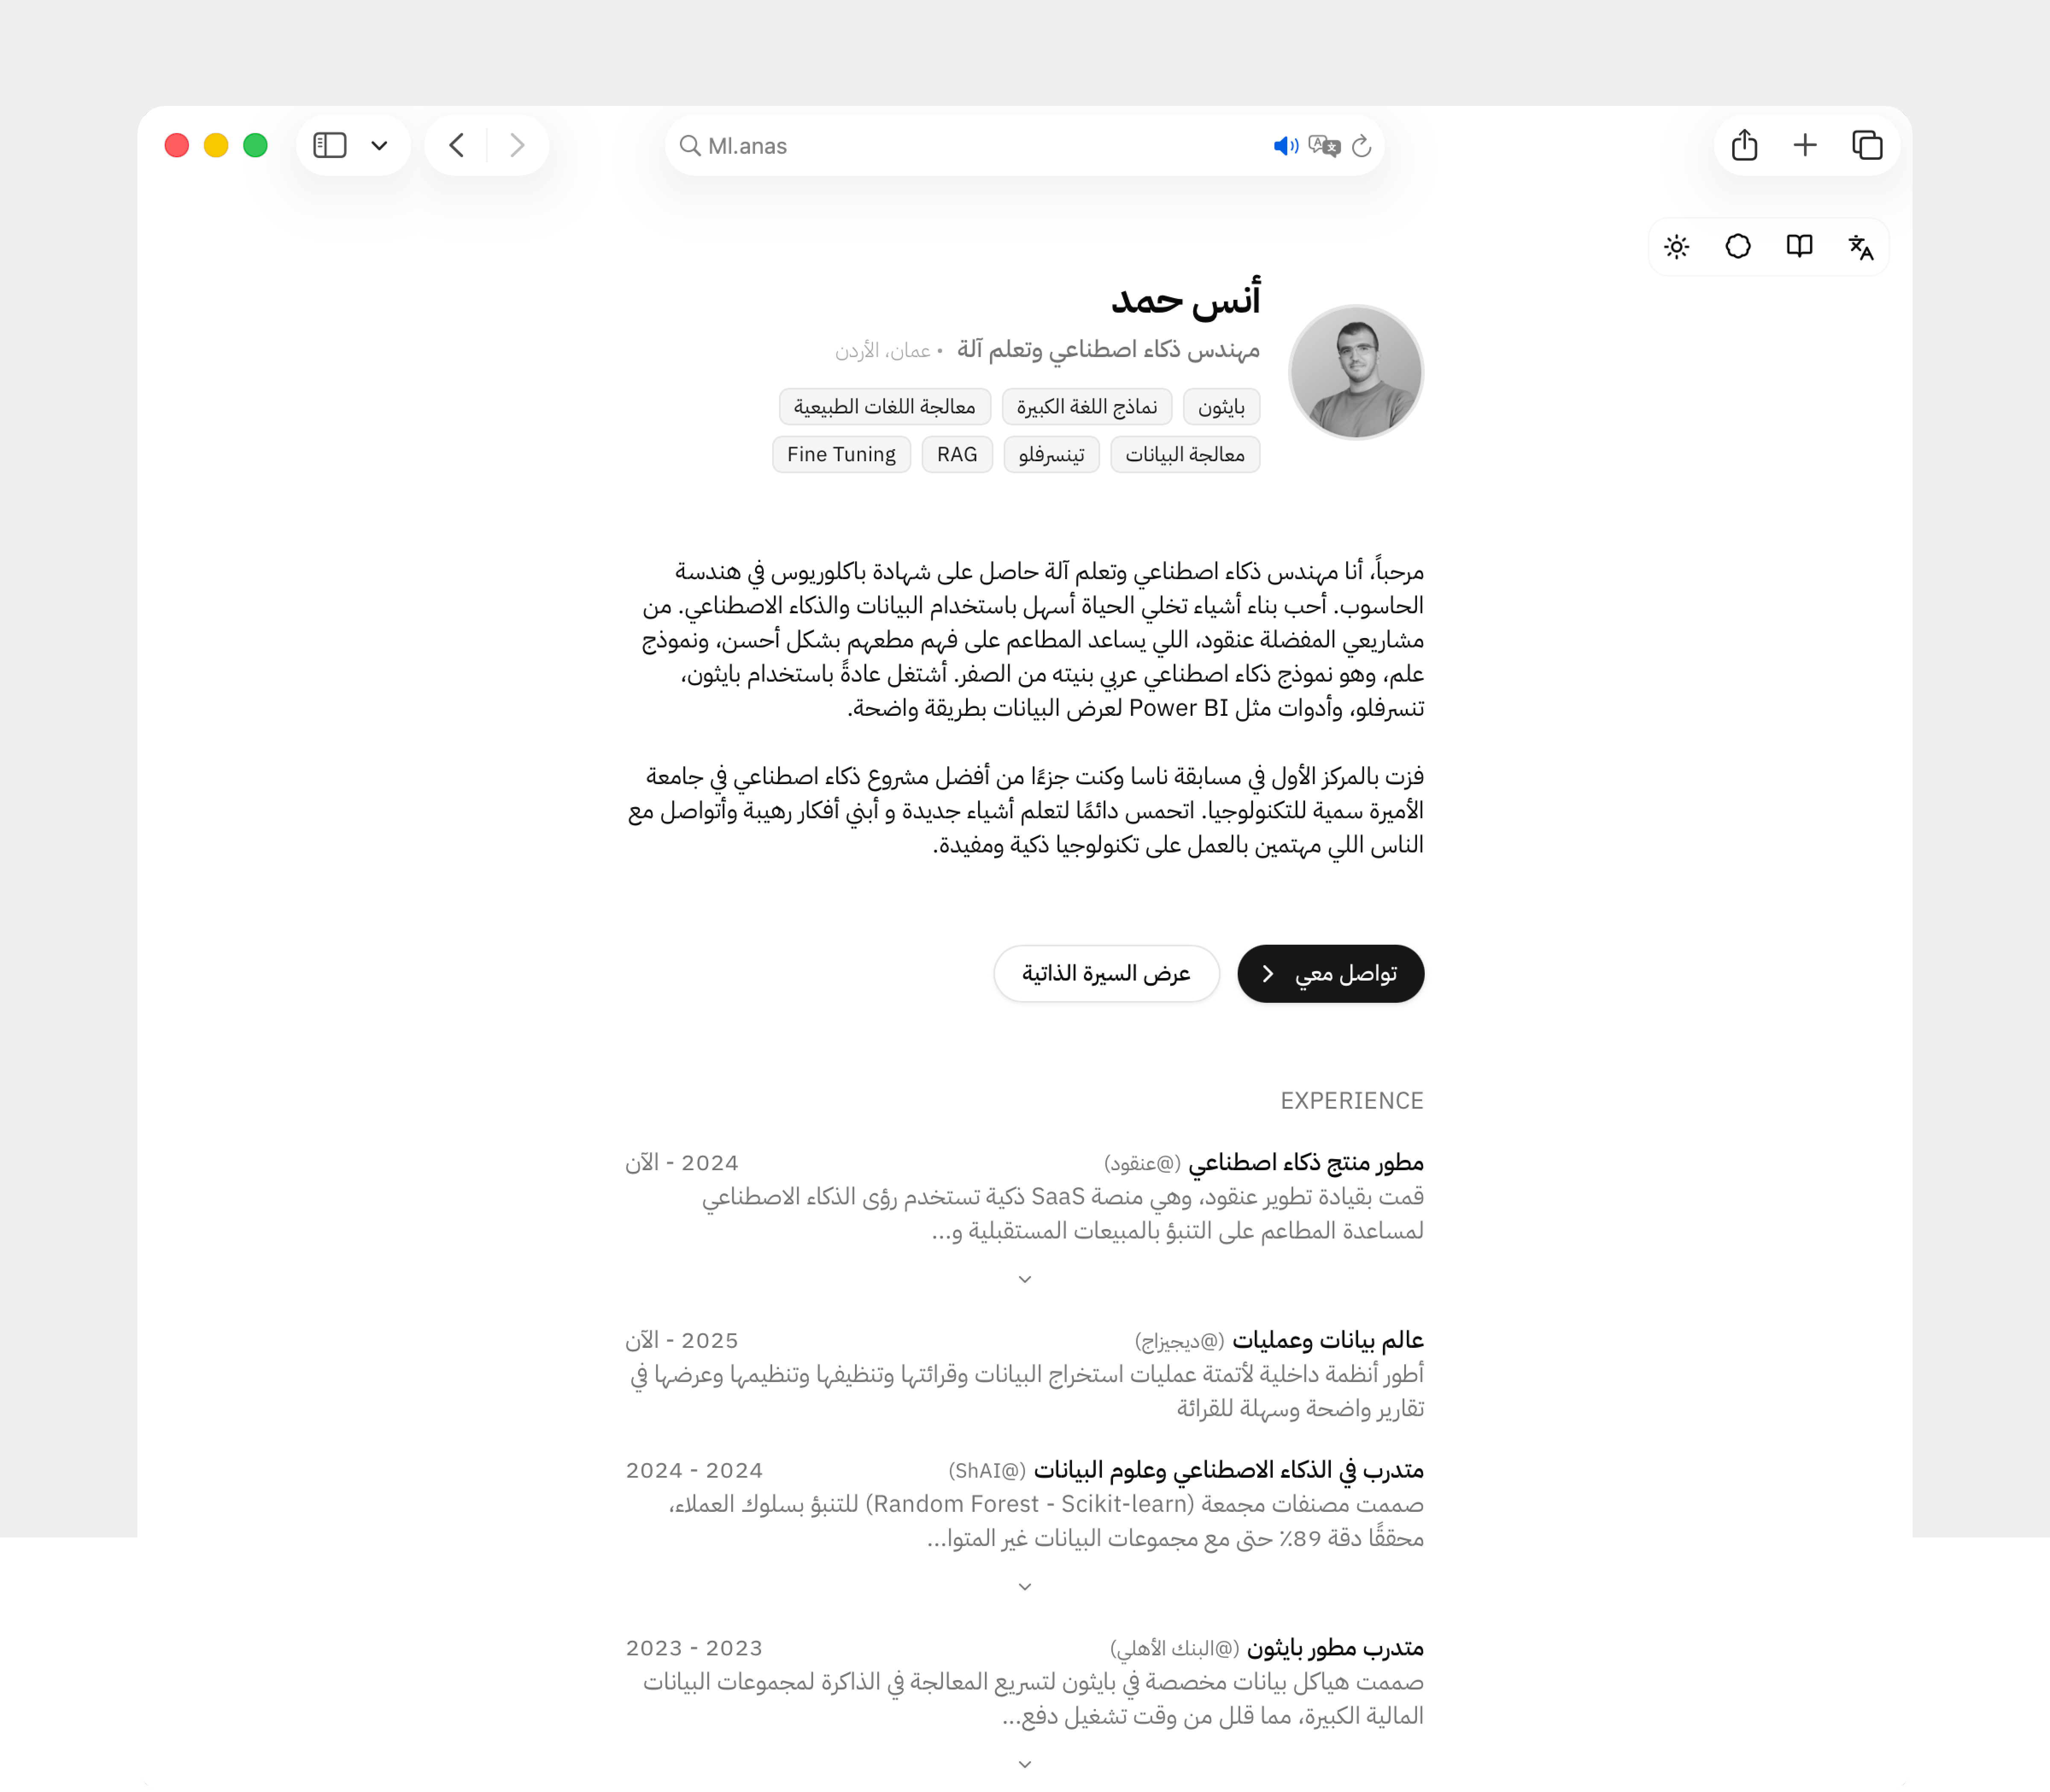 Ml.anas
أنس حمد
مهندس ذكاء اصطناعي وتعلم آلة • عمان، الأردن
بايثون نماذج اللغة الكبيرة معالجة اللغات الطبيعية
معالجة البيانات تينسرفلو RAG Fine Tuning
مرحباً، أنا مهندس ذكاء اصطناعي وتعلم آلة حاصل على شهادة باكلوريوس في هندسة
الحاسوب. أحب بناء أشياء تخلي الحياة أسهل باستخدام البيانات والذكاء الاصطناعي. من
مشاريعي المفضلة عنقود، اللي يساعد المطاعم على فهم مطعهم بشكل أحسن، ونموذج
علم، وهو نموذج ذكاء اصطناعي عربي بنيته من الصفر. أشتغل عادةً باستخدام بايثون،
تنسرفلو، وأدوات مثل Power BI لعرض البيانات بطريقة واضحة.
فزت بالمركز الأول في مسابقة ناسا وكنت جزءًا من أفضل مشروع ذكاء اصطناعي في جامعة
الأميرة سمية للتكنولوجيا. اتحمس دائمًا لتعلم أشياء جديدة و أبني أفكار رهيبة وأتواصل مع
الناس اللي مهتمين بالعمل على تكنولوجيا ذكية ومفيدة.
تواصل معي
عرض السيرة الذاتية
EXPERIENCE
مطور منتج ذكاء اصطناعي (@عنقود) 2024 - الآن
قمت بقيادة تطوير عنقود، وهي منصة SaaS ذكية تستخدم رؤى الذكاء الاصطناعي
لمساعدة المطاعم على التنبؤ بالمبيعات المستقبلية و...
عالم بيانات وعمليات (@ديجيزاج) 2025 - الآن
أطور أنظمة داخلية لأتمتة عمليات استخراج البيانات وقرائتها وتنظيفها وتنظيمها وعرضها في
تقارير واضحة وسهلة للقرائة
متدرب في الذكاء الاصطناعي وعلوم البيانات (@ShAI) 2024 - 2024
صممت مصنفات مجمعة (Random Forest - Scikit-learn) للتنبؤ بسلوك العملاء،
محققًا دقة 89٪ حتى مع مجموعات البيانات غير المتوا...
متدرب مطور بايثون (@البنك الأهلي) 2023 - 2023
صممت هياكل بيانات مخصصة في بايثون لتسريع المعالجة في الذاكرة لمجموعات البيانات
المالية الكبيرة، مما قلل من وقت تشغيل دفع...